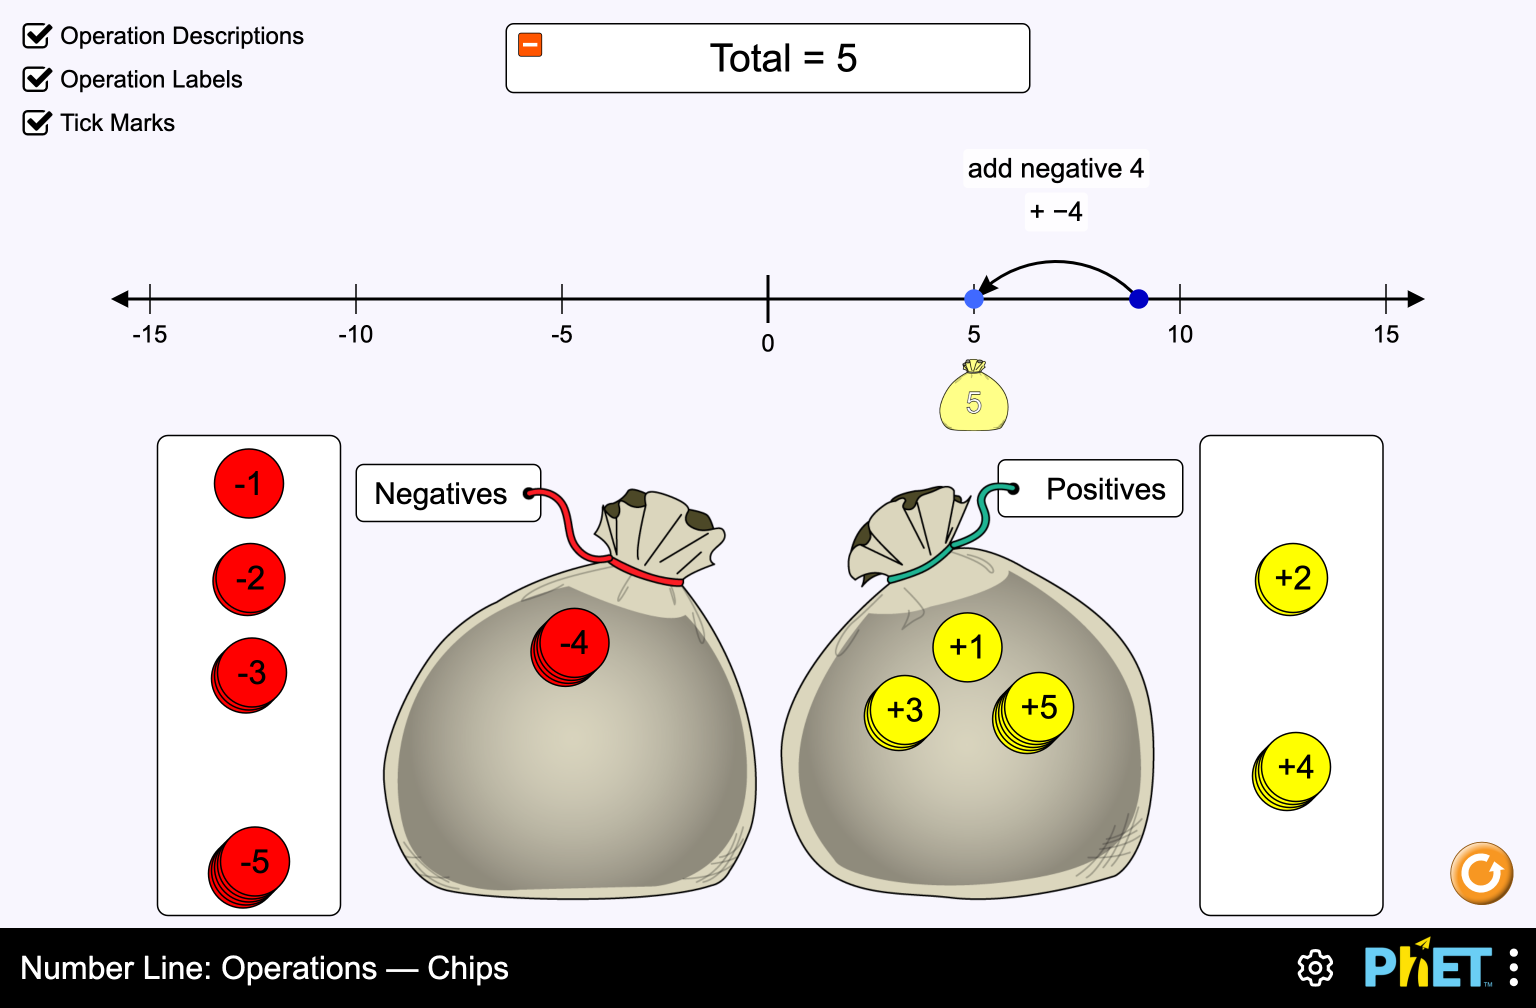 Operation Descriptions
Operation Labels
Tick Marks
Total = 5
add negative 4
+ −4
-15 -10 -5 0 5 10 15
5
Negatives
Positives
-1
-2
-3
-5
-4
+1
+3
+5
+2
+4
Number Line: Operations — Chips
PhET™